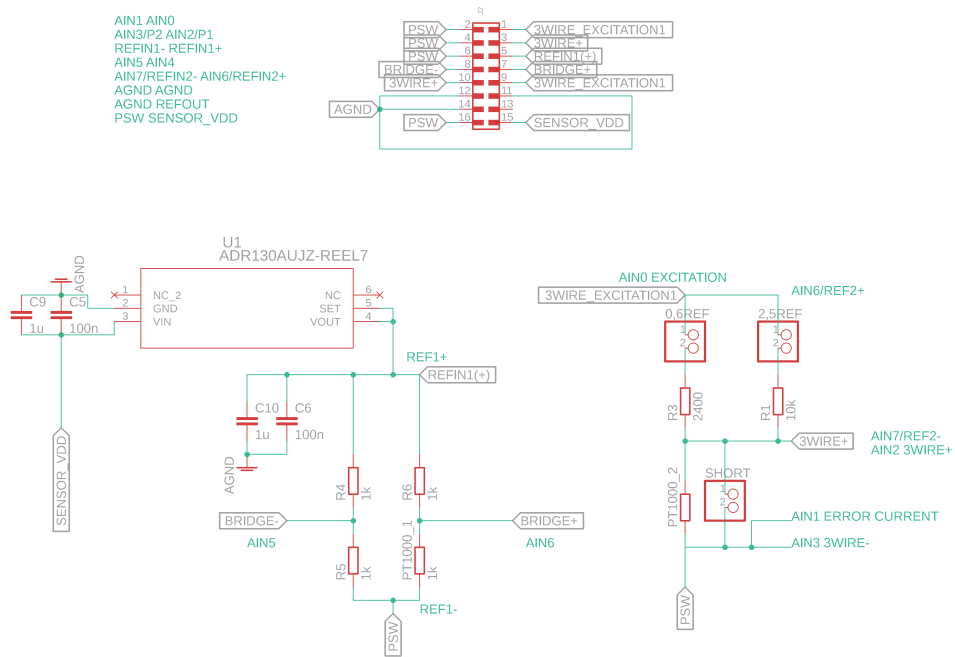 AIN1 AIN0
AIN3/P2 AIN2/P1
REFIN1- REFIN1+
AIN5 AIN4
AIN7/REFIN2- AIN6/REFIN2+
AGND AGND
AGND REFOUT
PSW SENSOR_VDD
J2
PSW 2 1 3WIRE_EXCITATION1
PSW 4 3 3WIRE+
PSW 6 5 REFIN1(+)
BRIDGE- 8 7 BRIDGE+
3WIRE+ 10 9 3WIRE_EXCITATION1
12 11
AGND 14 13
PSW 16 15 SENSOR_VDD
U1
ADR130AUJZ-REEL7
AGND
1 NC_2 NC 6
2 GND SET 5
3 VIN VOUT 4
C9 C5
1u 100n
SENSOR_VDD
REF1+
REFIN1(+)
C10 C6
1u 100n
AGND
R4 1k
R6 1k
BRIDGE- BRIDGE+
AIN5 AIN6
R5 1k
PT1000_1 1k
REF1-
PSW
AIN0 EXCITATION
3WIRE_EXCITATION1
AIN6/REF2+
0,6REF 2,5REF
1 1
2 2
R3 2400
R1 10k
3WIRE+
AIN7/REF2-
AIN2 3WIRE+
PT1000_2
SHORT
1
2
AIN1 ERROR CURRENT
AIN3 3WIRE-
PSW